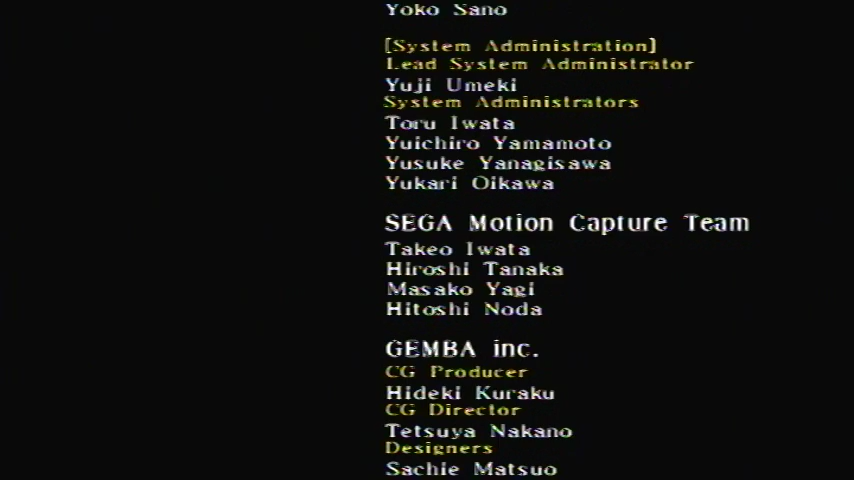 Yoko Sano
[System Administration]
Lead System Administrator
Yuji Umeki
System Administrators
Toru Iwata
Yuichiro Yamamoto
Yusuke Yanagisawa
Yukari Oikawa
SEGA Motion Capture Team
Takeo Iwata
Hiroshi Tanaka
Masako Yagi
Hitoshi Noda
GEMBA inc.
CG Producer
Hideki Kuraku
CG Director
Tetsuya Nakano
Designers
Sachie Matsuo